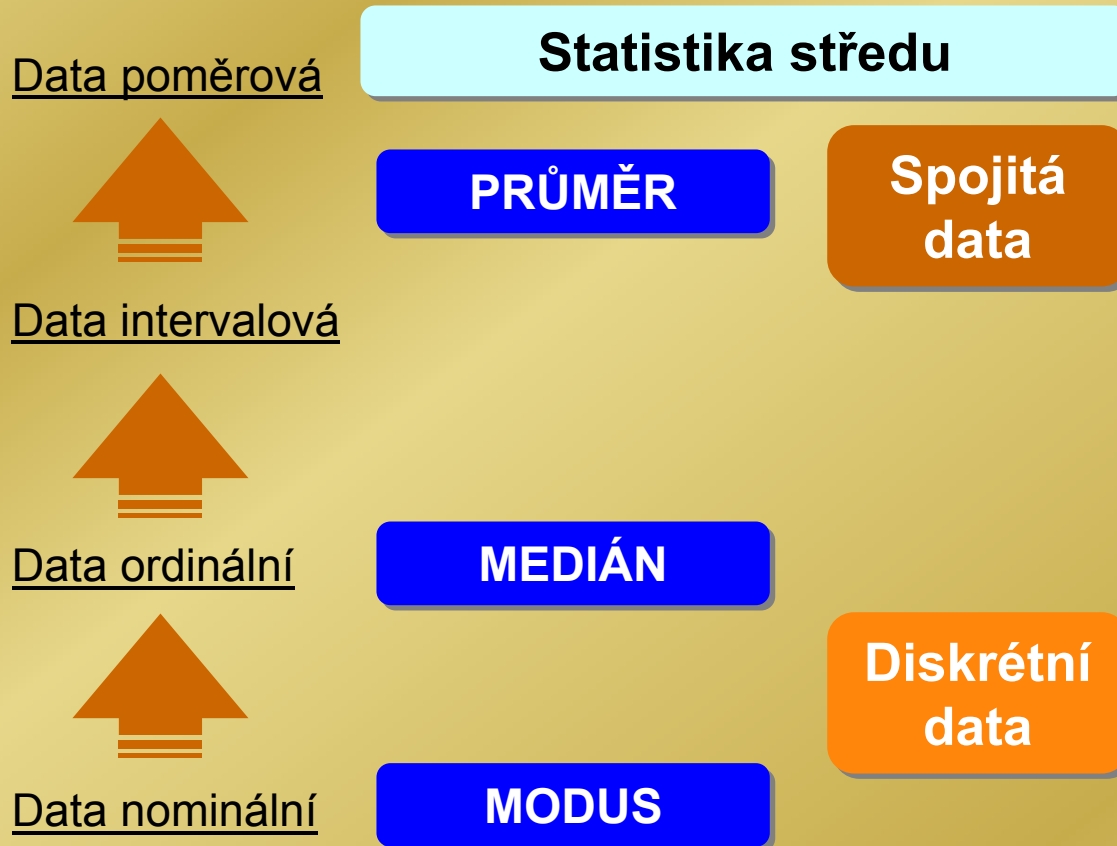 Statistika středu
Data poměrová
PRŮMĚR
Spojitá
data
Data intervalová
Data ordinální
MEDIÁN
Diskrétní
data
Data nominální
MODUS